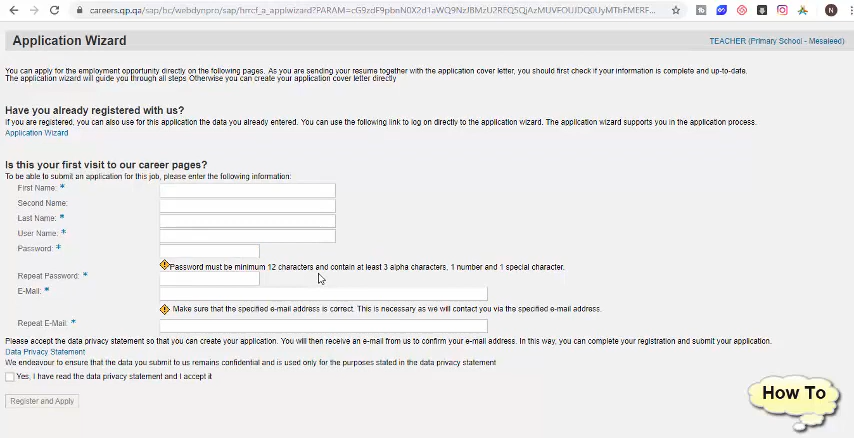 careers.qp.qa/sap/bc/webdynpro/sap/hrrcf_a_applwizard?PARAM=
N
Application Wizard
TEACHER (Primary School - Mesaieed)
You can apply for the employment opportunity directly on the following pages. As you are sending your resume together with the application cover letter, you should first check if your information is complete and up-to-date.
The application wizard will guide you through all steps Otherwise you can create your application cover letter directly
Have you already registered with us?
If you are registered, you can also use for this application the data you already entered. You can use the following link to log on directly to the application wizard. The application wizard supports you in the application process.
Application Wizard
Is this your first visit to our career pages?
To be able to submit an application for this job, please enter the following information:
First Name: *
Second Name:
Last Name: *
User Name: *
Password: *
Password must be minimum 12 characters and contain at least 3 alpha characters, 1 number and 1 special character.
Repeat Password: *
E-Mail: *
Make sure that the specified e-mail address is correct. This is necessary as we will contact you via the specified e-mail address.
Repeat E-Mail: *
Please accept the data privacy statement so that you can create your application. You will then receive an e-mail from us to confirm your e-mail address. In this way, you can complete your registration and submit your application.
Data Privacy Statement
We endeavour to ensure that the data you submit to us remains confidential and is used only for the purposes stated in the data privacy statement
Yes, I have read the data privacy statement and I accept it
Register and Apply
How To